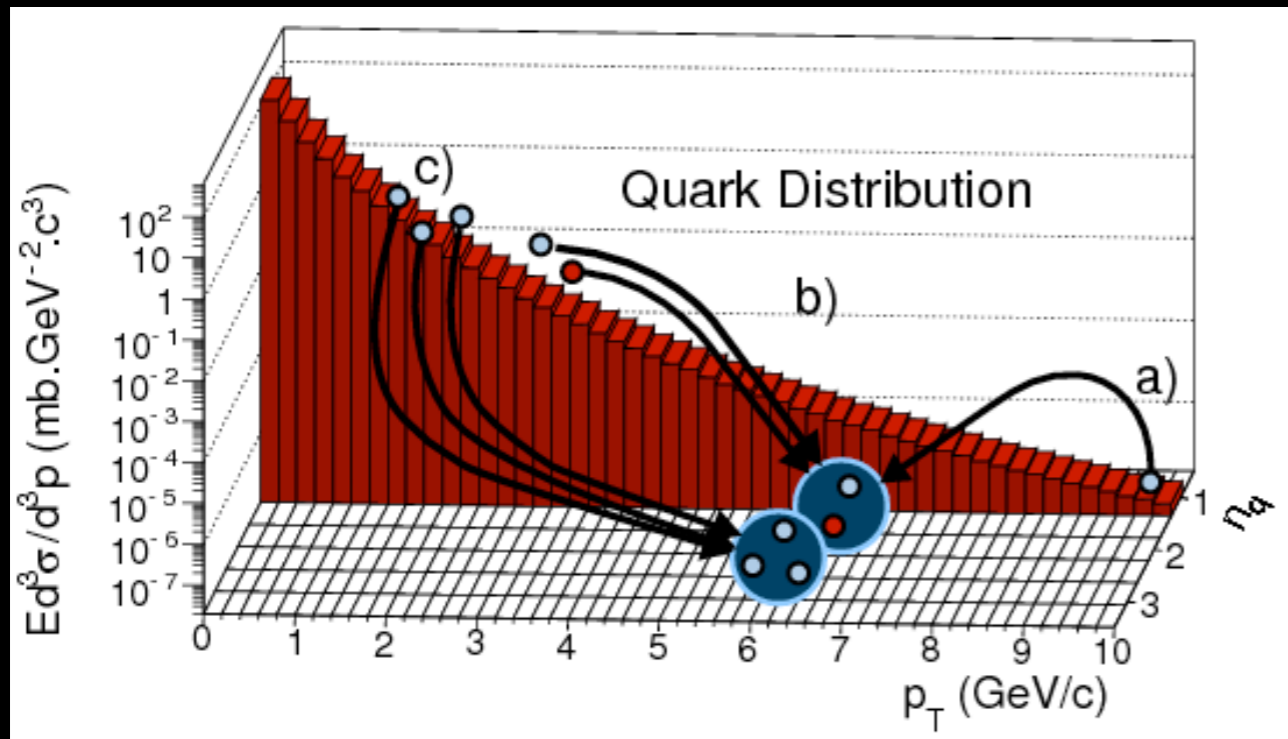 c)
Quark Distribution
b)
a)
Ed³σ/d³p (mb.GeV⁻².c³)
10²
10
1
10⁻¹
10⁻²
10⁻³
10⁻⁴
10⁻⁵
10⁻⁶
10⁻⁷
0 1 2 3 4 5 6 7 8 9 10
p_T (GeV/c)
1
2
3
n_q